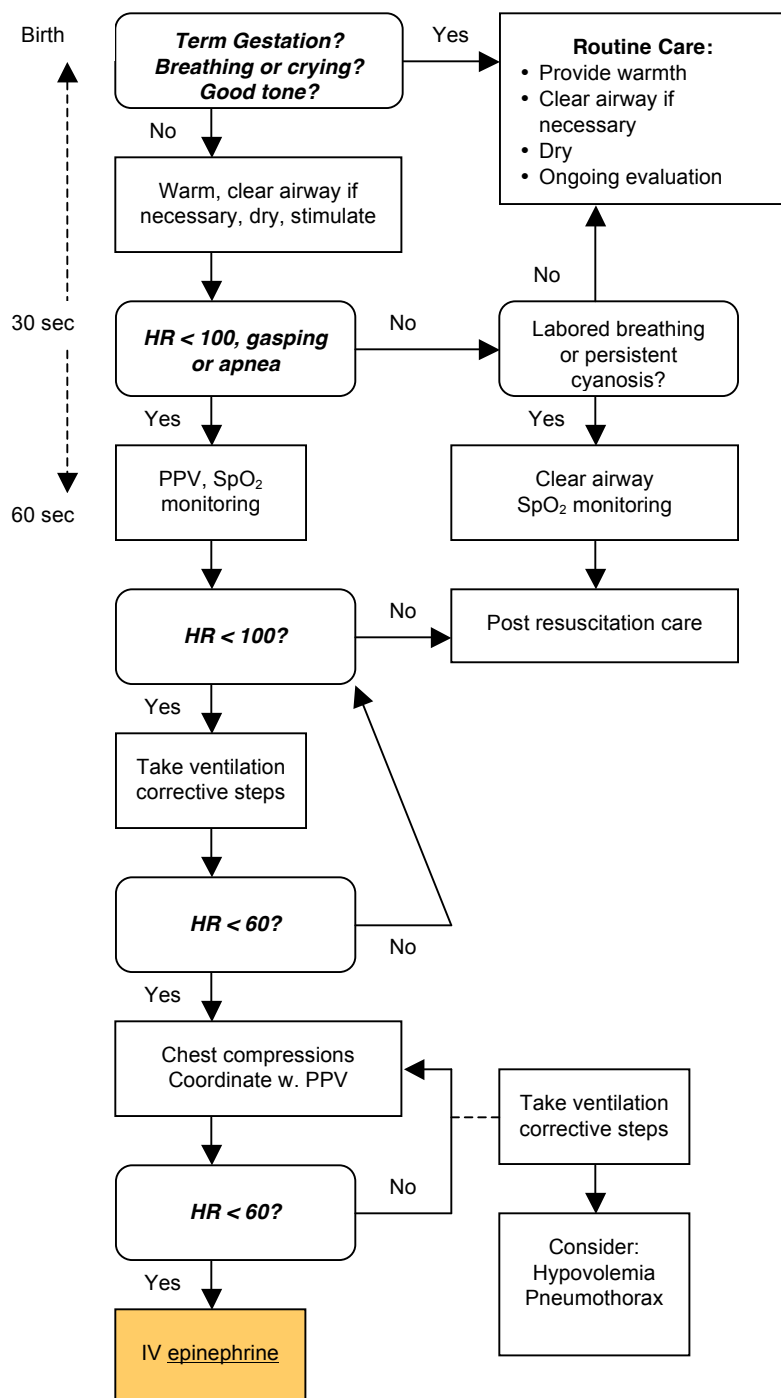 Birth
Term Gestation?
Breathing or crying?
Good tone?
Yes
Routine Care:
• Provide warmth
• Clear airway if
necessary
• Dry
• Ongoing evaluation
No
Warm, clear airway if
necessary, dry, stimulate
No
30 sec
HR < 100, gasping
or apnea
No
Labored breathing
or persistent
cyanosis?
Yes
Yes
PPV, SpO₂
monitoring
Clear airway
SpO₂ monitoring
60 sec
HR < 100?
No
Post resuscitation care
Yes
Take ventilation
corrective steps
HR < 60?
No
Yes
Chest compressions
Coordinate w. PPV
Take ventilation
corrective steps
HR < 60?
No
Consider:
Hypovolemia
Pneumothorax
Yes
IV epinephrine